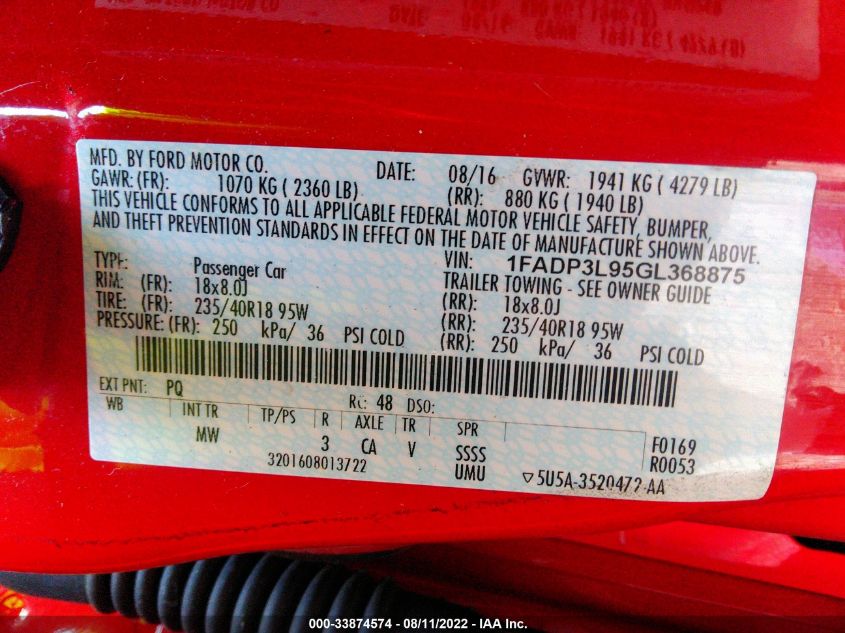 MFD. BY FORD MOTOR CO. DATE: 08/16 GVWR: 1941 KG ( 4279 LB)
GAWR: (FR): 1070 KG ( 2360 LB) (RR): 880 KG ( 1940 LB)
THIS VEHICLE CONFORMS TO ALL APPLICABLE FEDERAL MOTOR VEHICLE SAFETY, BUMPER,
AND THEFT PREVENTION STANDARDS IN EFFECT ON THE DATE OF MANUFACTURE SHOWN ABOVE.
VIN: 1FADP3L95GL368875
TYPE: Passenger Car TRAILER TOWING - SEE OWNER GUIDE
RIM: (FR): 18x8.0J (RR): 18x8.0J
TIRE: (FR): 235/40R18 95W (RR): 235/40R18 95W
PRESSURE: (FR): 250 kPa/ 36 PSI COLD (RR): 250 kPa/ 36 PSI COLD
EXT PNT: PQ RC: 48 DSO:
WB INT TR TP/PS R AXLE TR SPR
MW 3 CA V SSSS F0169
3201608013722 UMU R0053
▽5U5A-3520472-AA
000-33874574 - 08/11/2022 - IAA Inc.